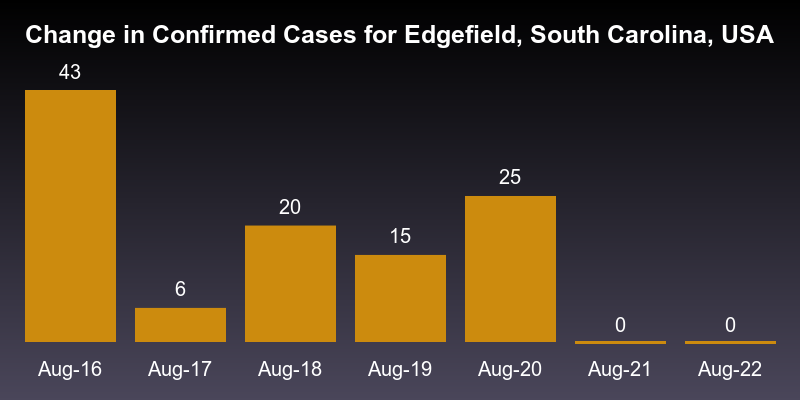 Change in Confirmed Cases for Edgefield, South Carolina, USA
43
6
20
15
25
0
0
Aug-16
Aug-17
Aug-18
Aug-19
Aug-20
Aug-21
Aug-22